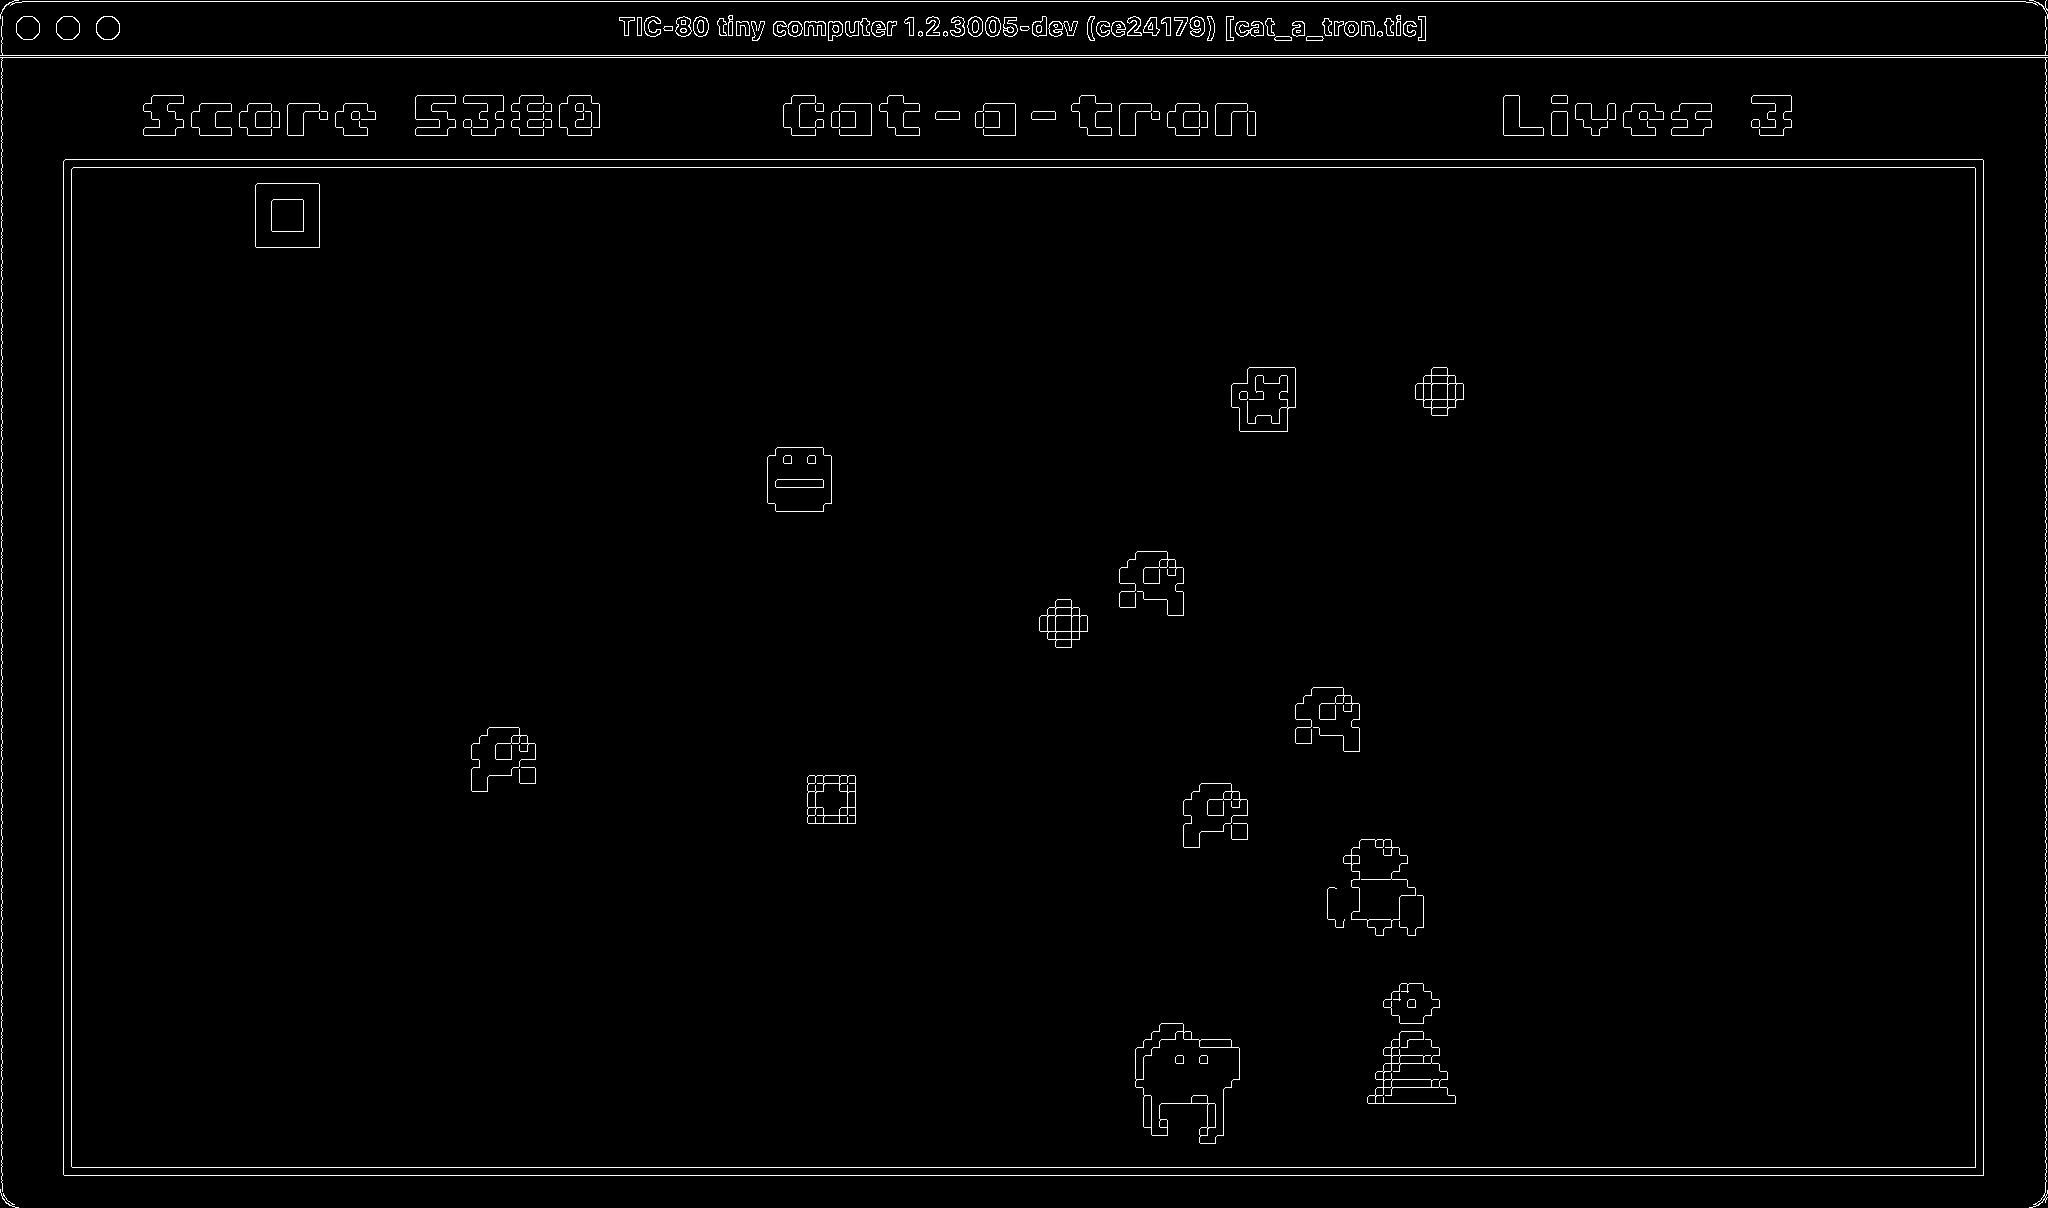 TIC-80 tiny computer 1.2.3005-dev (ce24179) [cat_a_tron.tic]
Score 5380 Cat-a-tron Lives 3